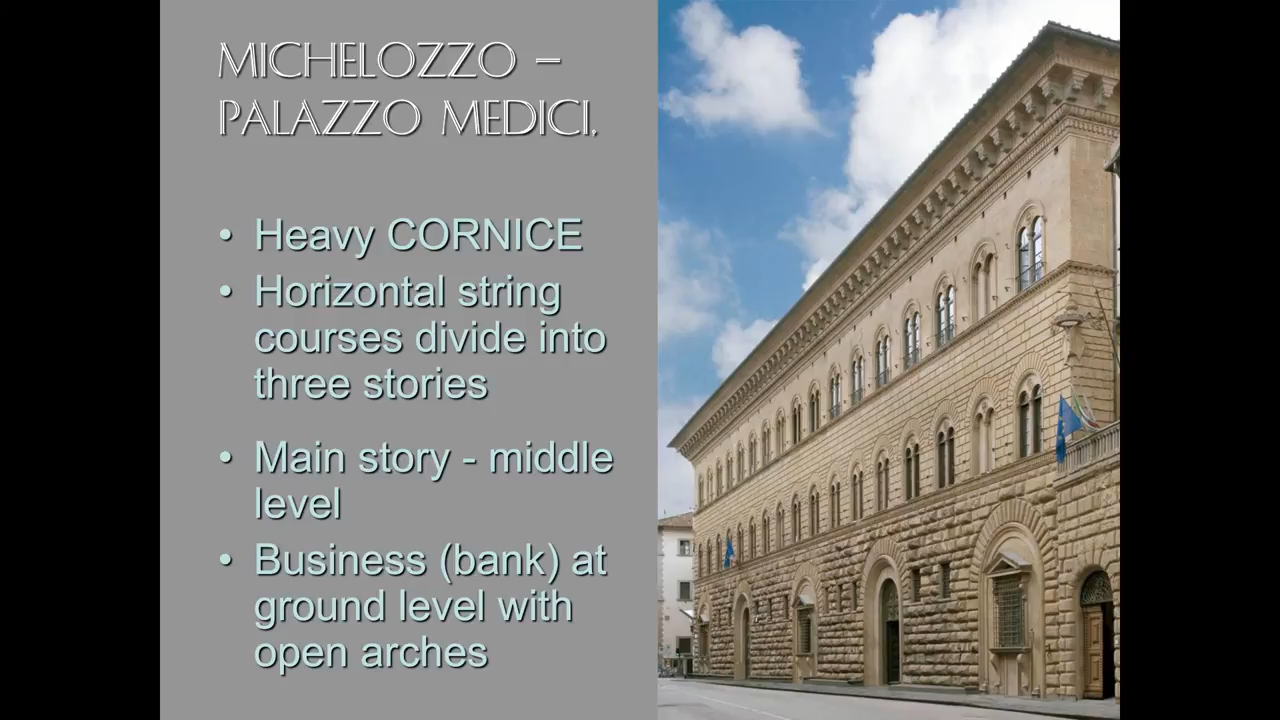 MICHELOZZO –
PALAZZO MEDICI.
• Heavy CORNICE
• Horizontal string
courses divide into
three stories
• Main story - middle
level
• Business (bank) at
ground level with
open arches